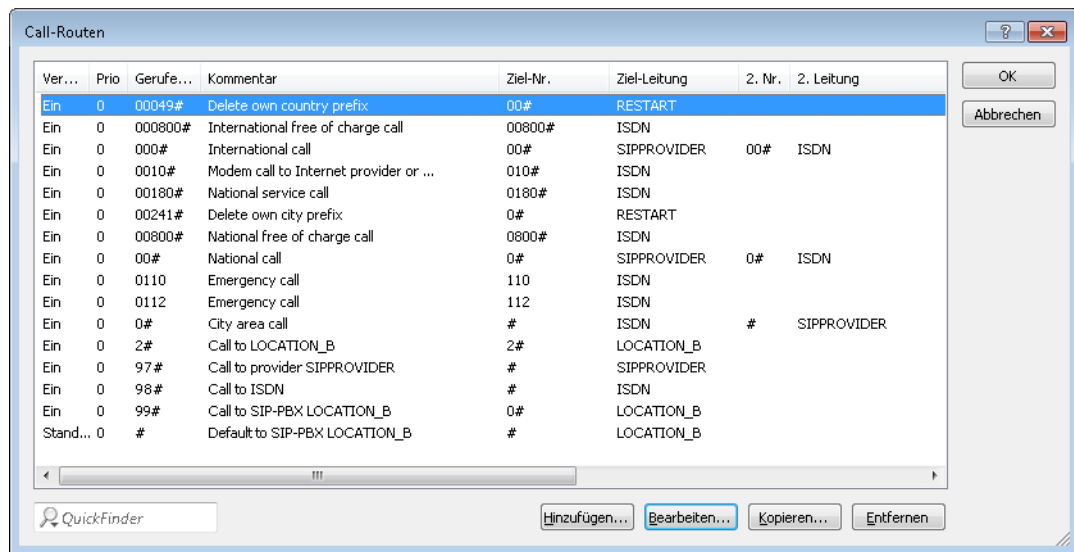 Call-Routen
Ver... Prio Gerufe... Kommentar Ziel-Nr. Ziel-Leitung 2. Nr. 2. Leitung
OK
Ein 0 00049# Delete own country prefix 00# RESTART
Abbrechen
Ein 0 000800# International free of charge call 00800# ISDN
Ein 0 000# International call 00# SIPPROVIDER 00# ISDN
Ein 0 0010# Modem call to Internet provider or ... 010# ISDN
Ein 0 00180# National service call 0180# ISDN
Ein 0 00241# Delete own city prefix 0# RESTART
Ein 0 00800# National free of charge call 0800# ISDN
Ein 0 00# National call 0# SIPPROVIDER 0# ISDN
Ein 0 0110 Emergency call 110 ISDN
Ein 0 0112 Emergency call 112 ISDN
Ein 0 0# City area call # ISDN # SIPPROVIDER
Ein 0 2# Call to LOCATION_B 2# LOCATION_B
Ein 0 97# Call to provider SIPPROVIDER # SIPPROVIDER
Ein 0 98# Call to ISDN # ISDN
Ein 0 99# Call to SIP-PBX LOCATION_B 0# LOCATION_B
Stand... 0 # Default to SIP-PBX LOCATION_B # LOCATION_B
QuickFinder Hinzufügen... Bearbeiten... Kopieren... Entfernen